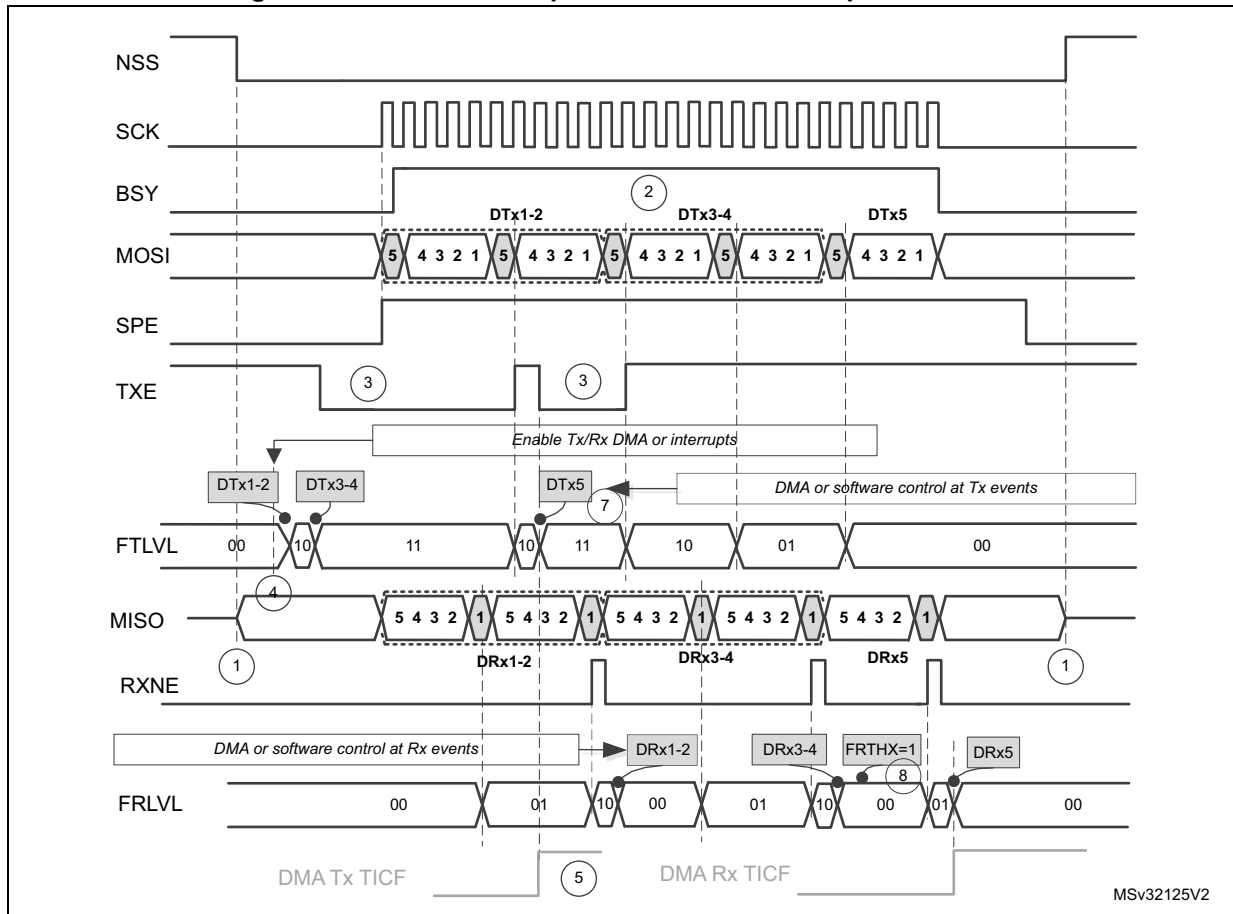 NSS
SCK
BSY
2
DTx1-2 DTx3-4 DTx5
MOSI 5 4 3 2 1 5 4 3 2 1 5 4 3 2 1 5 4 3 2 1 5 4 3 2 1
SPE
TXE 3 3
Enable Tx/Rx DMA or interrupts
DTx1-2 DTx3-4 DTx5 7 DMA or software control at Tx events
FTLVL 00 10 11 10 11 10 01 00
4
MISO 5 4 3 2 1 5 4 3 2 1 5 4 3 2 1 5 4 3 2 1 5 4 3 2 1
1 DRx1-2 DRx3-4 DRx5 1
RXNE
DMA or software control at Rx events DRx1-2 DRx3-4 FRTHX=1 DRx5
8
FRLVL 00 01 10 00 01 10 00 01 00
DMA Tx TICF 5 DMA Rx TICF
MSv32125V2